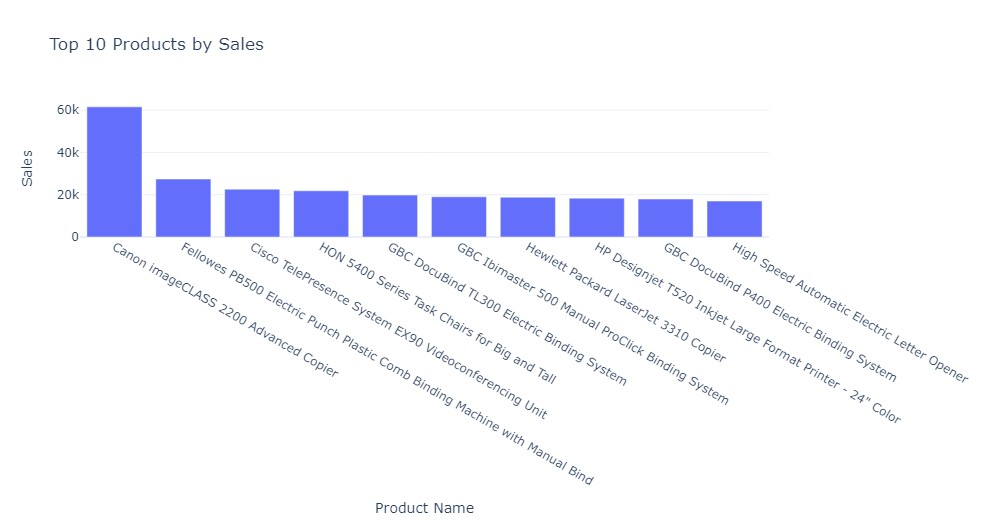 Top 10 Products by Sales
Sales
60k
40k
20k
0
Canon imageCLASS 2200 Advanced Copier
Fellowes PB500 Electric Punch Plastic Comb Binding Machine with Manual Bind
Cisco TelePresence System EX90 Videoconferencing Unit
HON 5400 Series Task Chairs for Big and Tall
GBC DocuBind TL300 Electric Binding System
GBC Ibimaster 500 Manual ProClick Binding System
Hewlett Packard LaserJet 3310 Copier
HP Designjet T520 Inkjet Large Format Printer - 24" Color
GBC DocuBind P400 Electric Binding System
High Speed Automatic Electric Letter Opener
Product Name